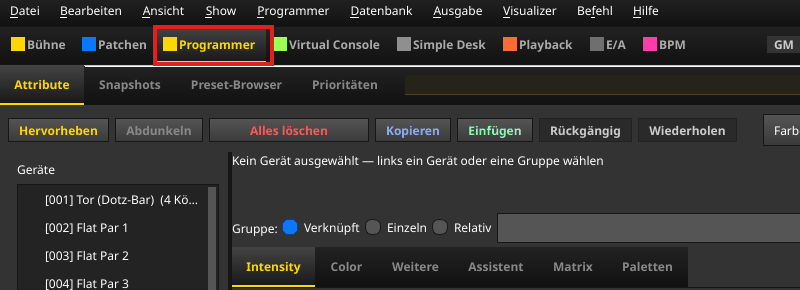 Datei Bearbeiten Ansicht Show Programmer Datenbank Ausgabe Visualizer Befehl Hilfe
Bühne Patchen Programmer Virtual Console Simple Desk Playback E/A BPM GM
Attribute Snapshots Preset-Browser Prioritäten
Hervorheben Abdunkeln Alles löschen Kopieren Einfügen Rückgängig Wiederholen Farb
Geräte
Kein Gerät ausgewählt — links ein Gerät oder eine Gruppe wählen
[001] Tor (Dotz-Bar) (4 Kö...
[002] Flat Par 1
[003] Flat Par 2
[004] Flat Par 3
Gruppe: Verknüpft Einzeln Relativ
Intensity Color Weitere Assistent Matrix Paletten